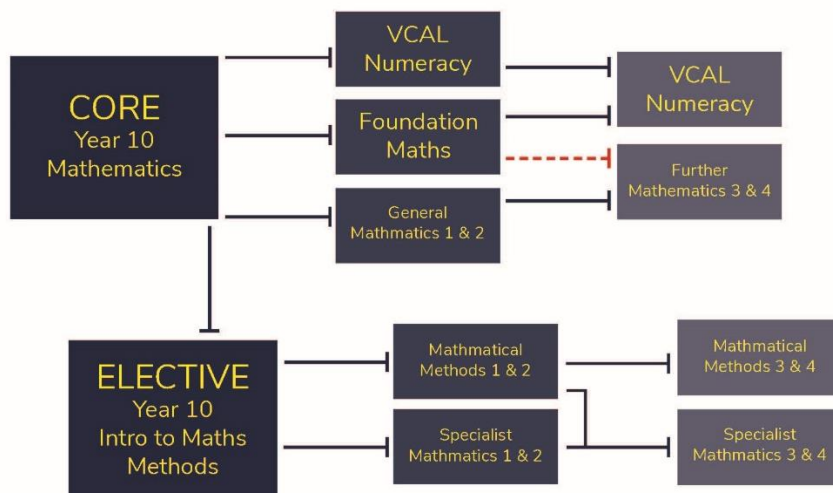 CORE
Year 10
Mathematics
VCAL
Numeracy
Foundation
Maths
General
Mathmatics 1 & 2
VCAL
Numeracy
Further
Mathematics 3 & 4
ELECTIVE
Year 10
Intro to Maths
Methods
Mathmatical
Methods 1 & 2
Specialist
Mathmatics 1 & 2
Mathmatical
Methods 3 & 4
Specialist
Mathmatics 3 & 4